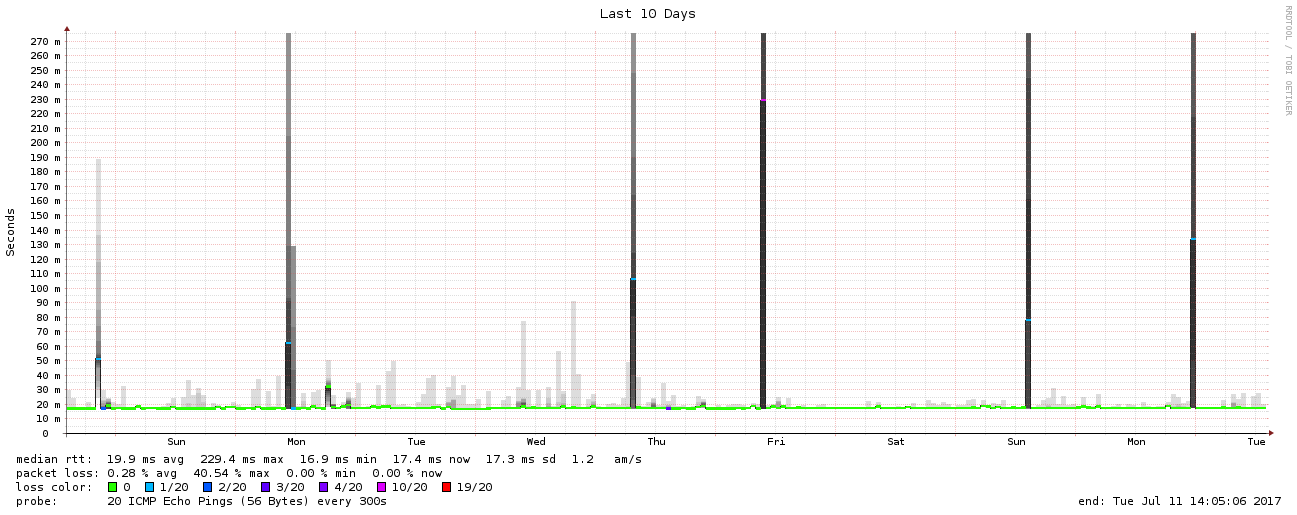 Last 10 Days
RRDTOOL / TOBI OETIKER
Seconds
270 m
260 m
250 m
240 m
230 m
220 m
210 m
200 m
190 m
180 m
170 m
160 m
150 m
140 m
130 m
120 m
110 m
100 m
90 m
80 m
70 m
60 m
50 m
40 m
30 m
20 m
10 m
0
Sun Mon Tue Wed Thu Fri Sat Sun Mon Tue
median rtt: 19.9 ms avg 229.4 ms max 16.9 ms min 17.4 ms now 17.3 ms sd 1.2 am/s
packet loss: 0.28 % avg 40.54 % max 0.00 % min 0.00 % now
loss color: 0 1/20 2/20 3/20 4/20 10/20 19/20
probe: 20 ICMP Echo Pings (56 Bytes) every 300s end: Tue Jul 11 14:05:06 2017